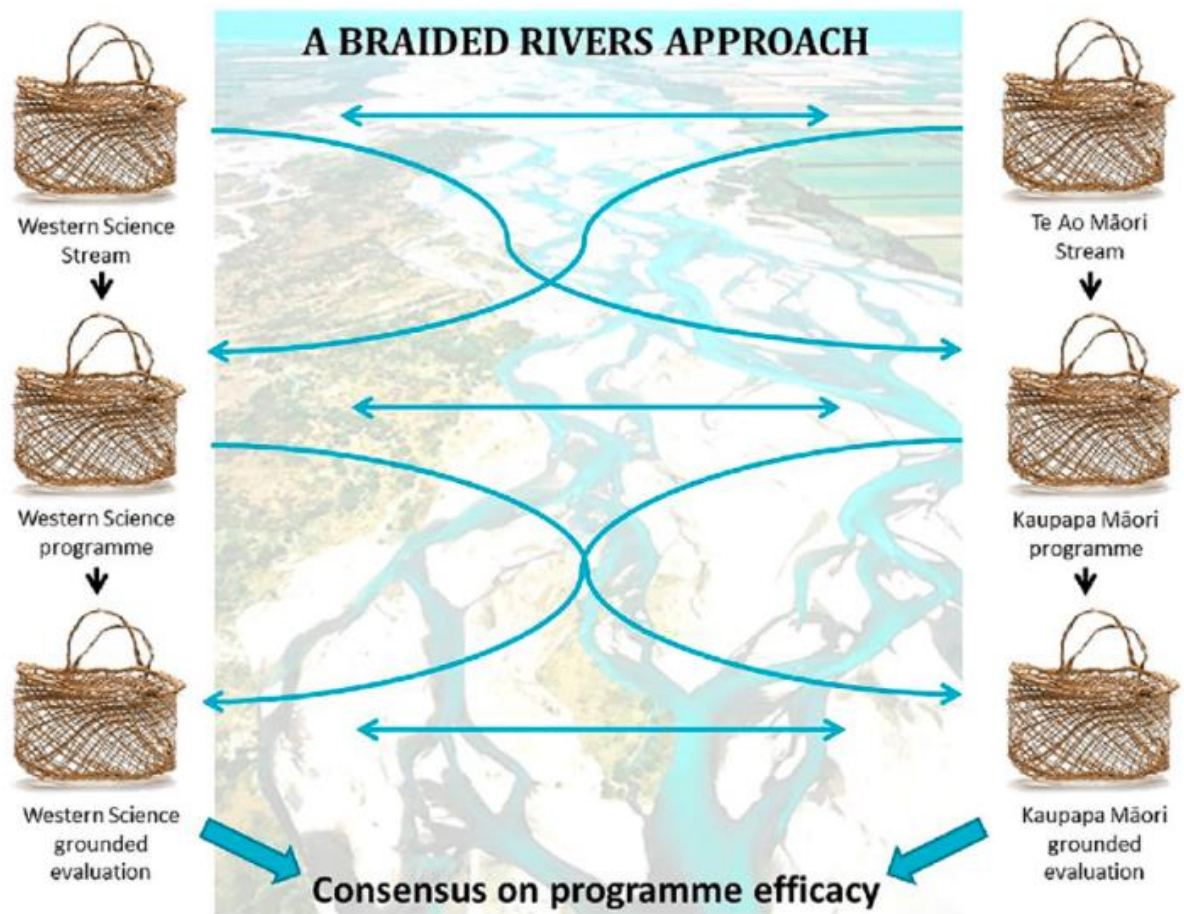 A BRAIDED RIVERS APPROACH
Western Science
Stream
Te Ao Māori
Stream
Western Science
programme
Kaupapa Māori
programme
Western Science
grounded
evaluation
Kaupapa Māori
grounded
evaluation
Consensus on programme efficacy